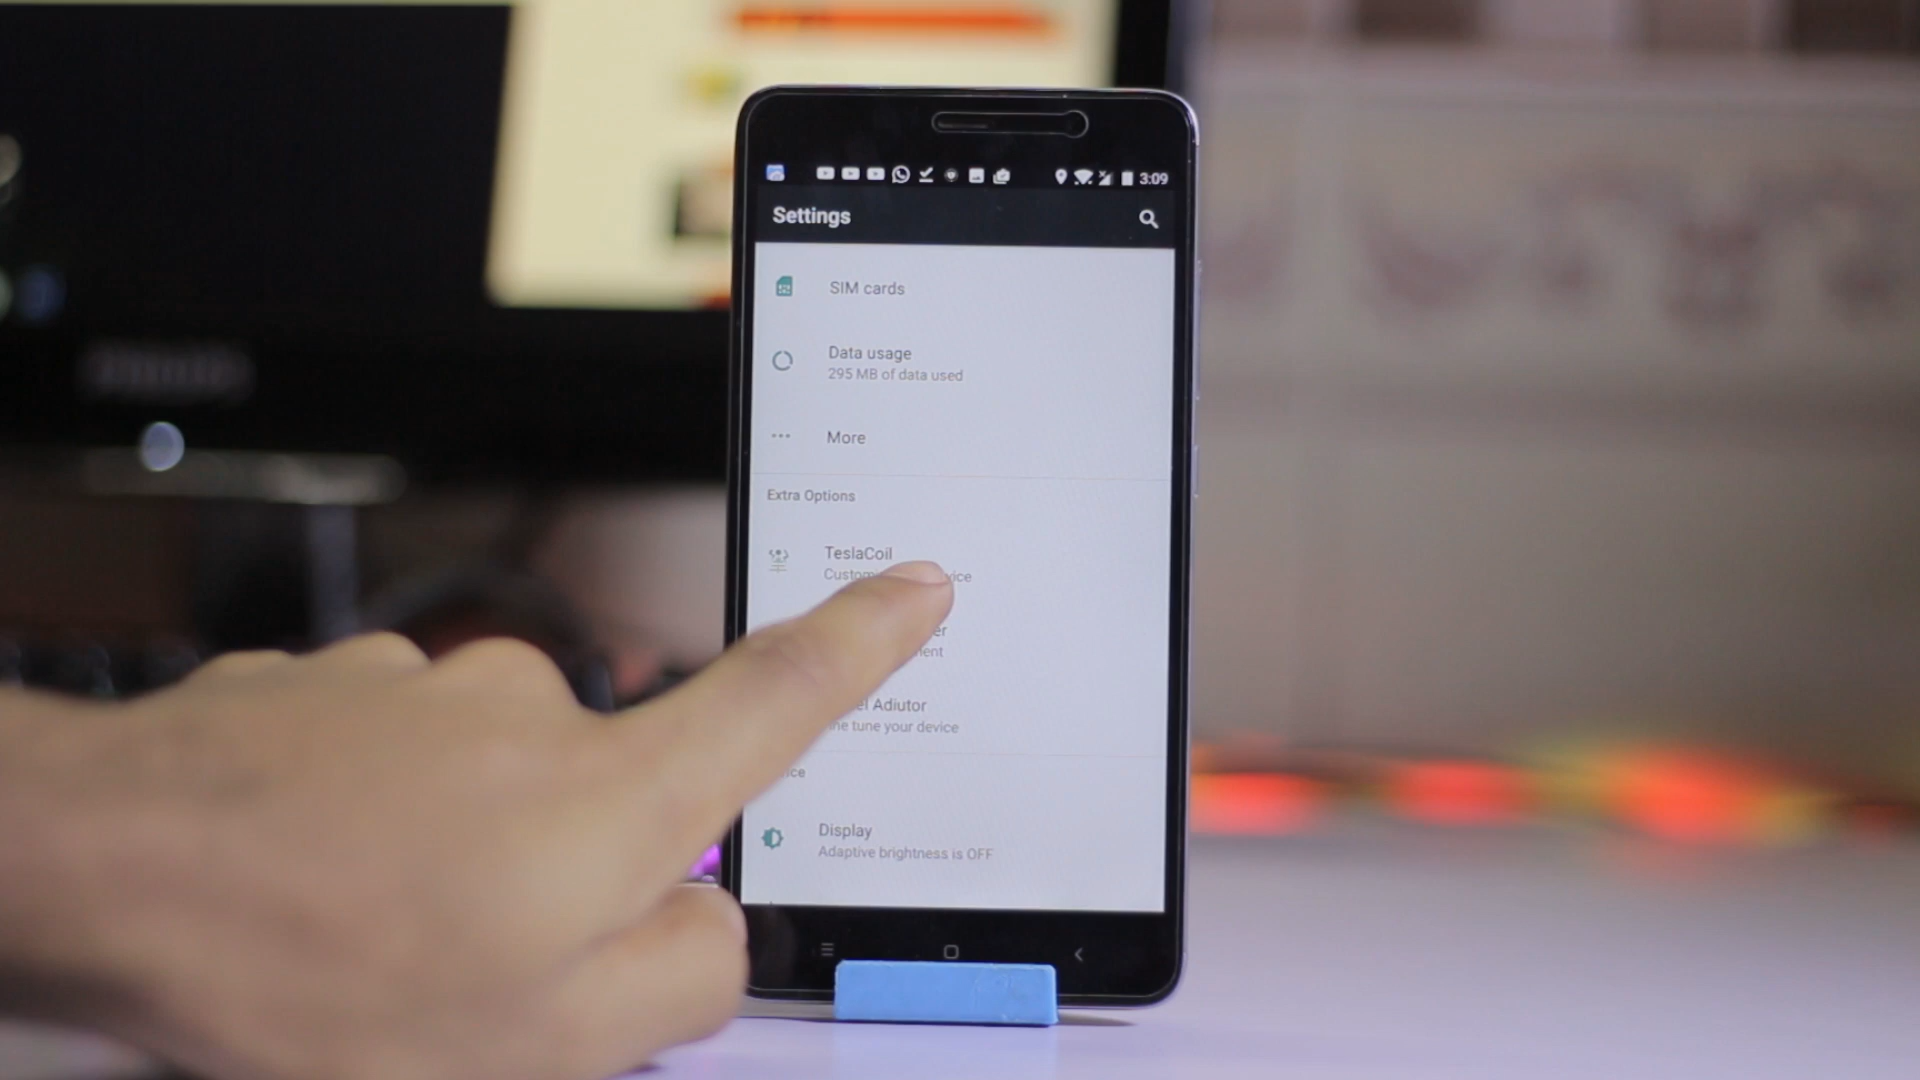 3:09
Settings
SIM cards
Data usage
295 MB of data used
More
Extra Options
TeslaCoil
Adiutor
tune your device
Display
Adaptive brightness is OFF